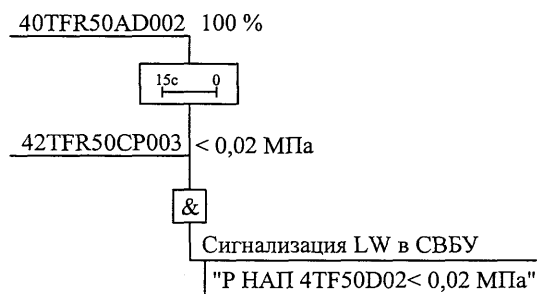 40TFR50AD002 100 %
15с 0
42TFR50CP003 < 0,02 МПа
&
Сигнализация LW в СВБУ
"Р НАП 4TF50D02< 0,02 МПа"